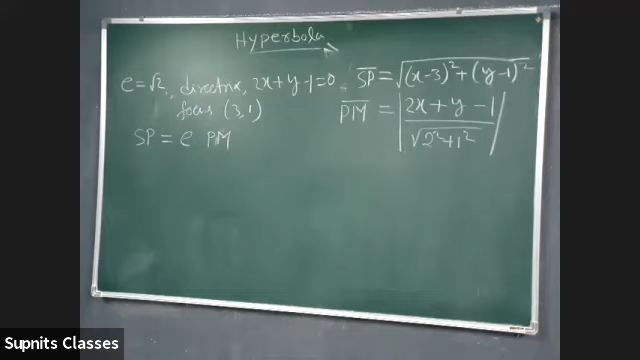 Hyperbola
e = √2, directrix, 2x + y - 1 = 0
focus (3, 1)
SP = e PM
SP = √(x-3)² + (y-1)²
PM = |2x + y - 1 / √2² + 1²|
Supnits Classes